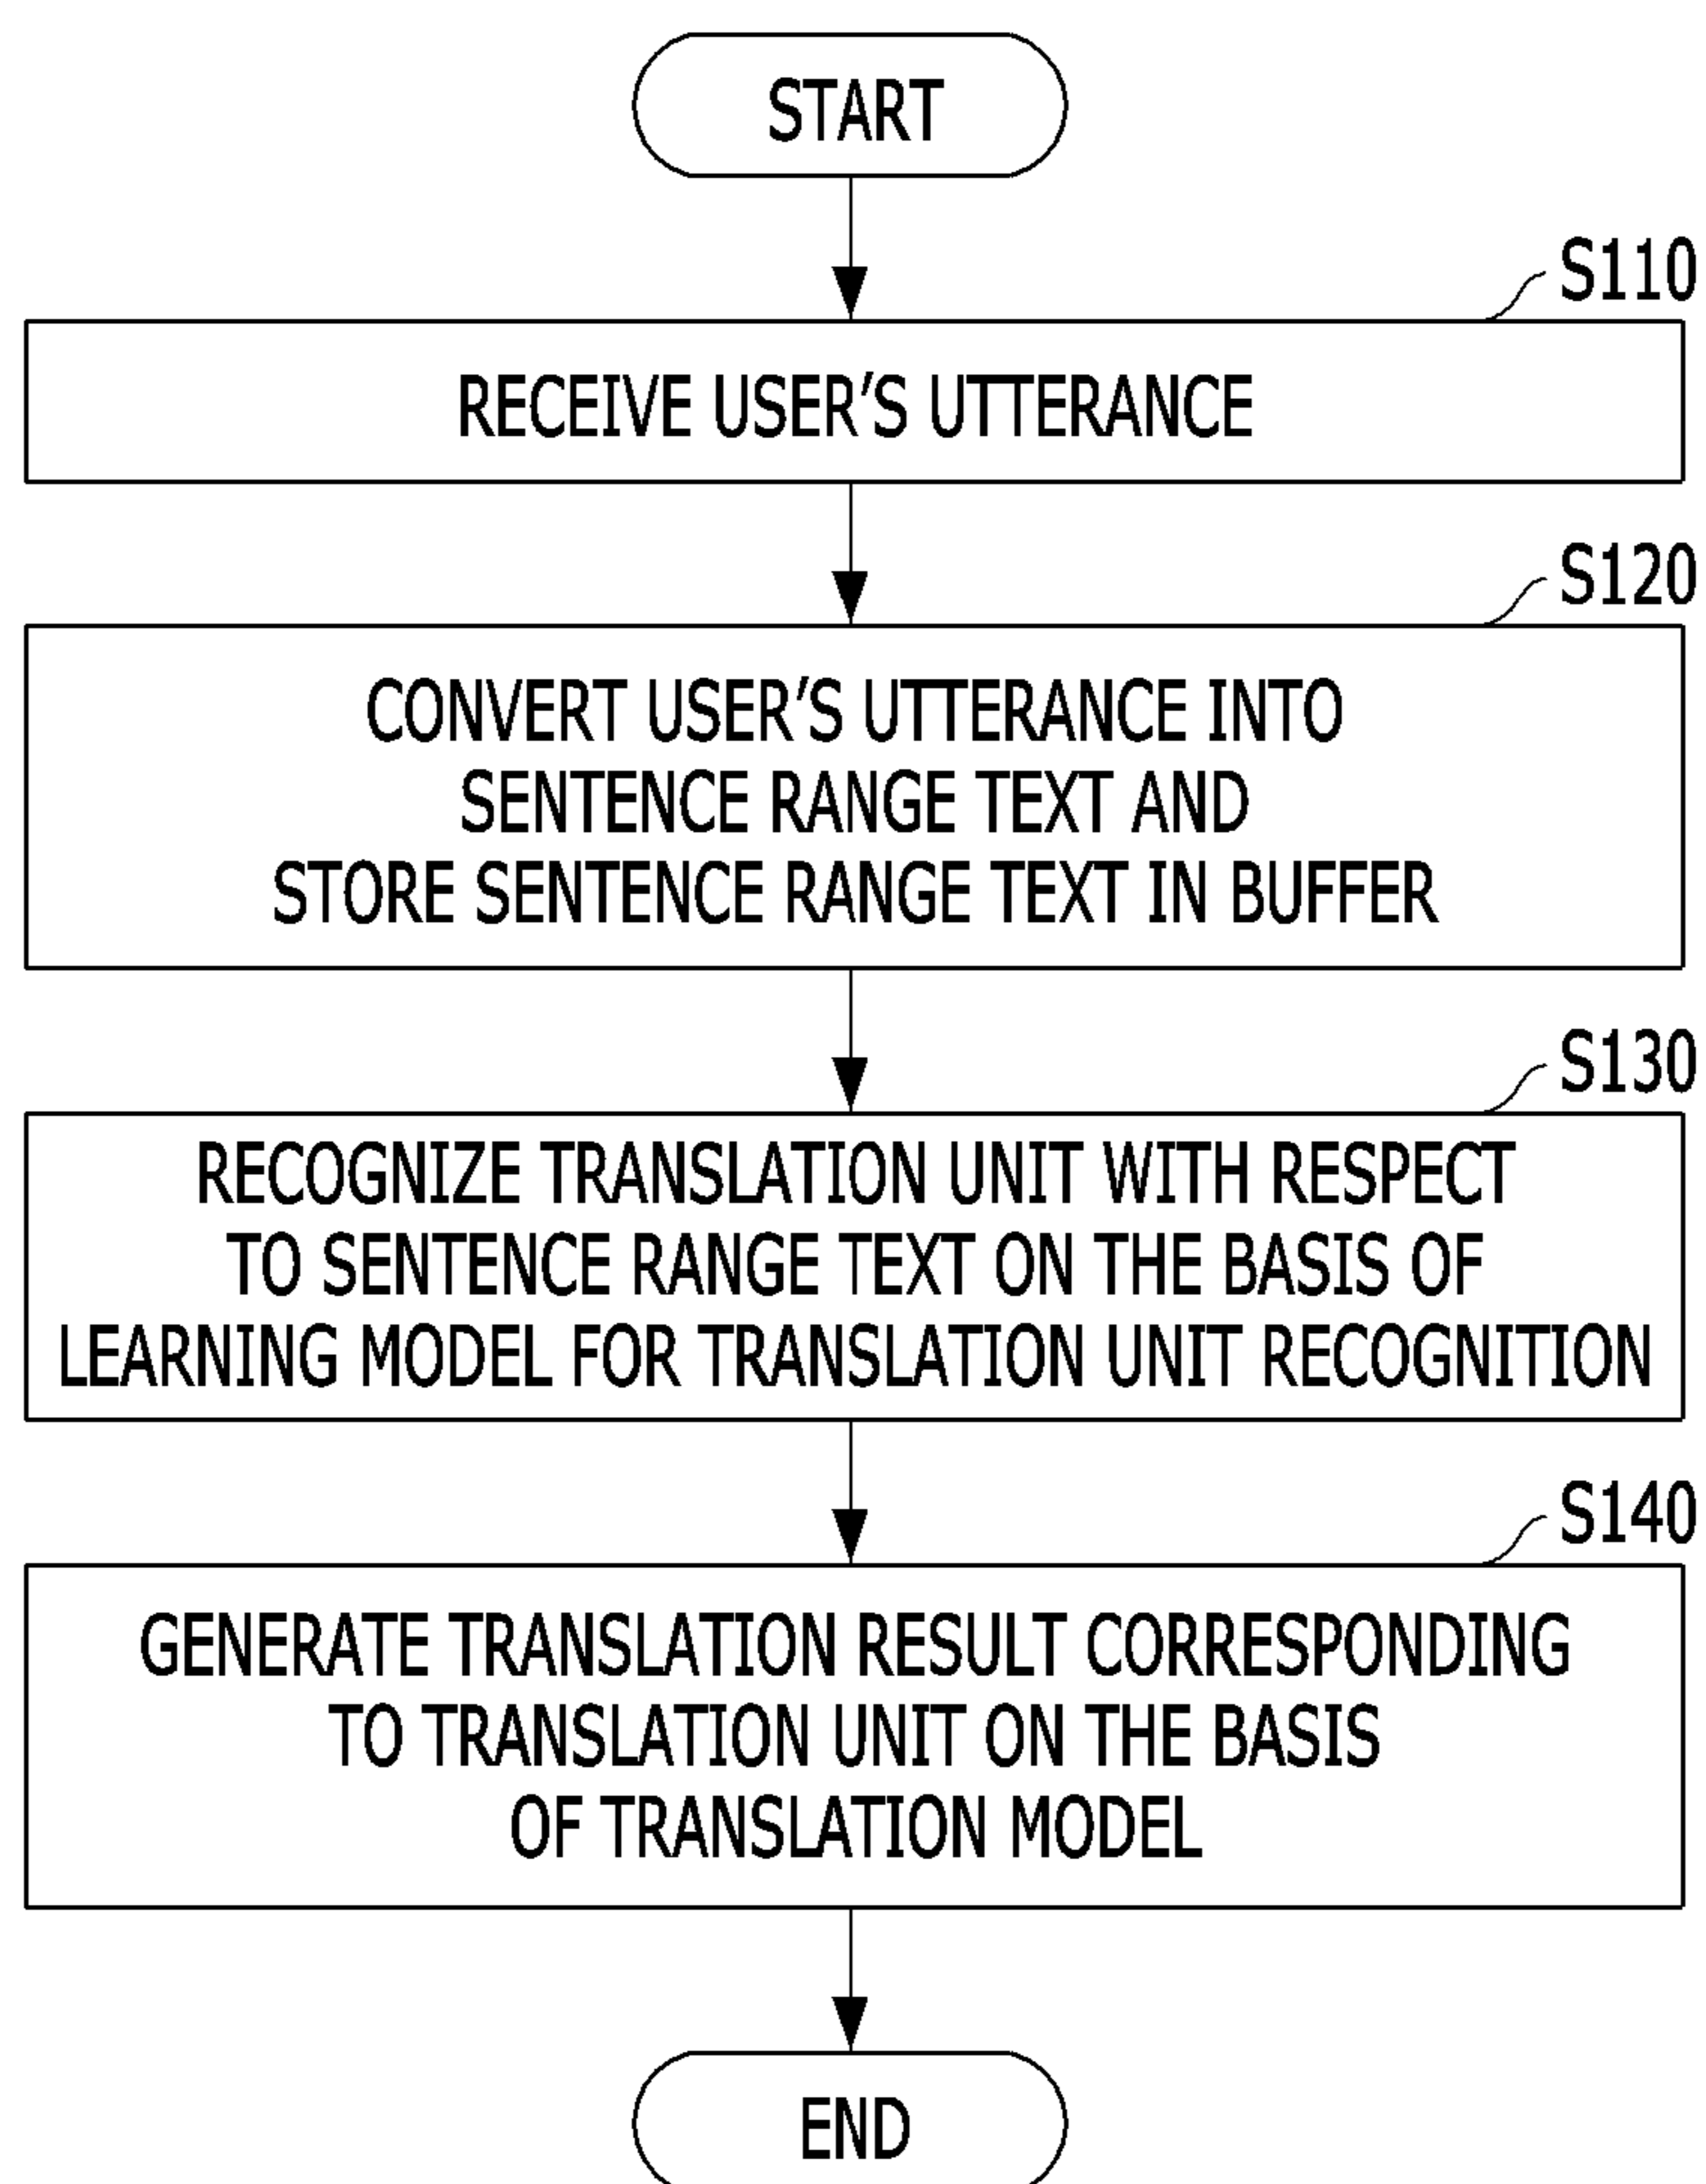 START
S110
RECEIVE USER’S UTTERANCE
S120
CONVERT USER’S UTTERANCE INTO
SENTENCE RANGE TEXT AND
STORE SENTENCE RANGE TEXT IN BUFFER
S130
RECOGNIZE TRANSLATION UNIT WITH RESPECT
TO SENTENCE RANGE TEXT ON THE BASIS OF
LEARNING MODEL FOR TRANSLATION UNIT RECOGNITION
S140
GENERATE TRANSLATION RESULT CORRESPONDING
TO TRANSLATION UNIT ON THE BASIS
OF TRANSLATION MODEL
END